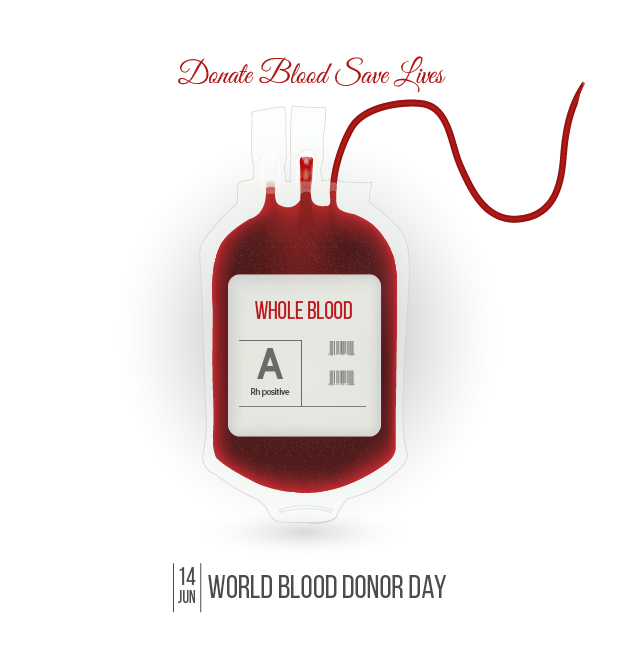 Donate Blood Save Lives
WHOLE BLOOD
A
Rh positive
14
JUN
WORLD BLOOD DONOR DAY